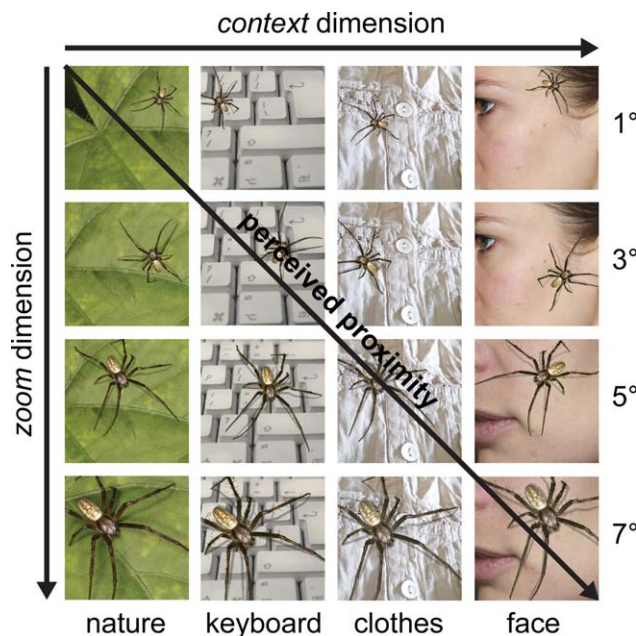 context dimension
zoom dimension
perceived proximity
1°
3°
5°
7°
nature keyboard clothes face